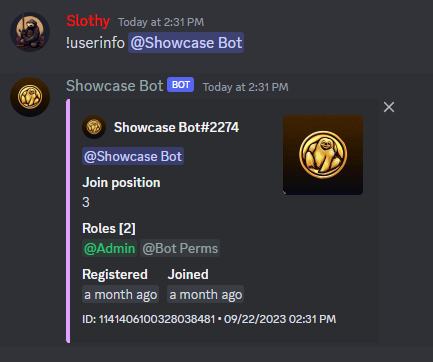 Slothy Today at 2:31 PM
!userinfo @Showcase Bot
Showcase Bot BOT Today at 2:31 PM
Showcase Bot#2274
@Showcase Bot
Join position
3
Roles [2]
@Admin @Bot Perms
Registered Joined
a month ago a month ago
ID: 1141406100328038481 • 09/22/2023 02:31 PM